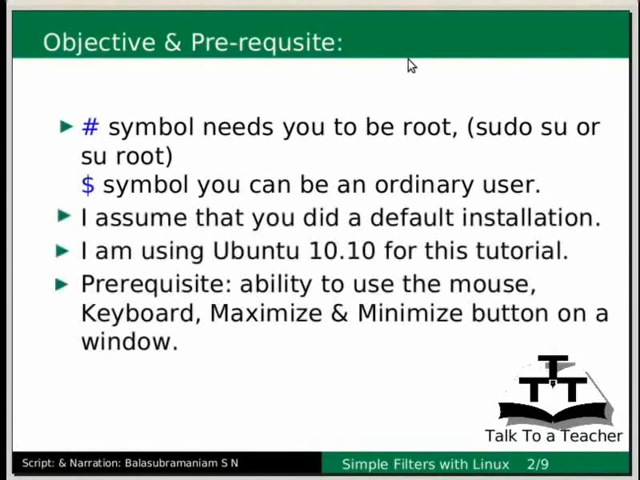 Objective & Pre-requsite:
# symbol needs you to be root, (sudo su or
su root)
$ symbol you can be an ordinary user.
I assume that you did a default installation.
I am using Ubuntu 10.10 for this tutorial.
Prerequisite: ability to use the mouse,
Keyboard, Maximize & Minimize button on a
window.
TTT
Talk To a Teacher
Script: & Narration: Balasubramaniam S N
Simple Filters with Linux 2/9